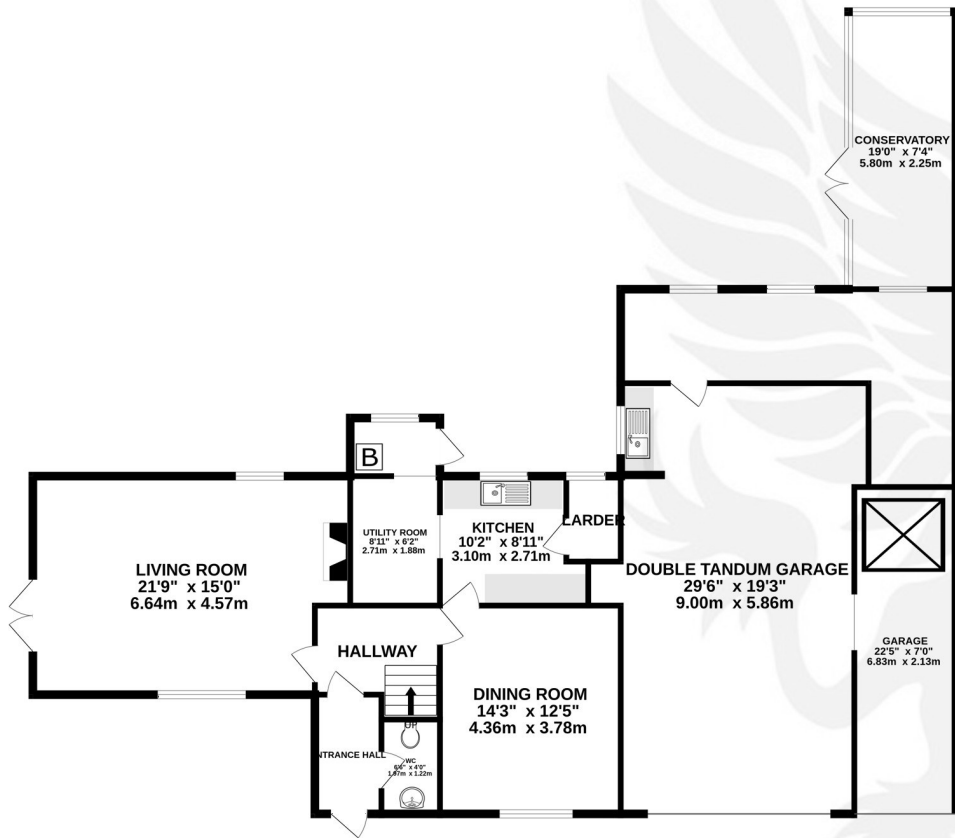 CONSERVATORY
19'0" x 7'4"
5.80m x 2.25m
B
UTILITY ROOM
8'11" x 6'2"
2.71m x 1.88m
KITCHEN
10'2" x 8'11"
3.10m x 2.71m
LARDER
LIVING ROOM
21'9" x 15'0"
6.64m x 4.57m
DOUBLE TANDUM GARAGE
29'6" x 19'3"
9.00m x 5.86m
GARAGE
22'5" x 7'0"
6.83m x 2.13m
HALLWAY
DINING ROOM
14'3" x 12'5"
4.36m x 3.78m
UP
ENTRANCE HALL
WC
6'6" x 4'0"
1.97m x 1.22m